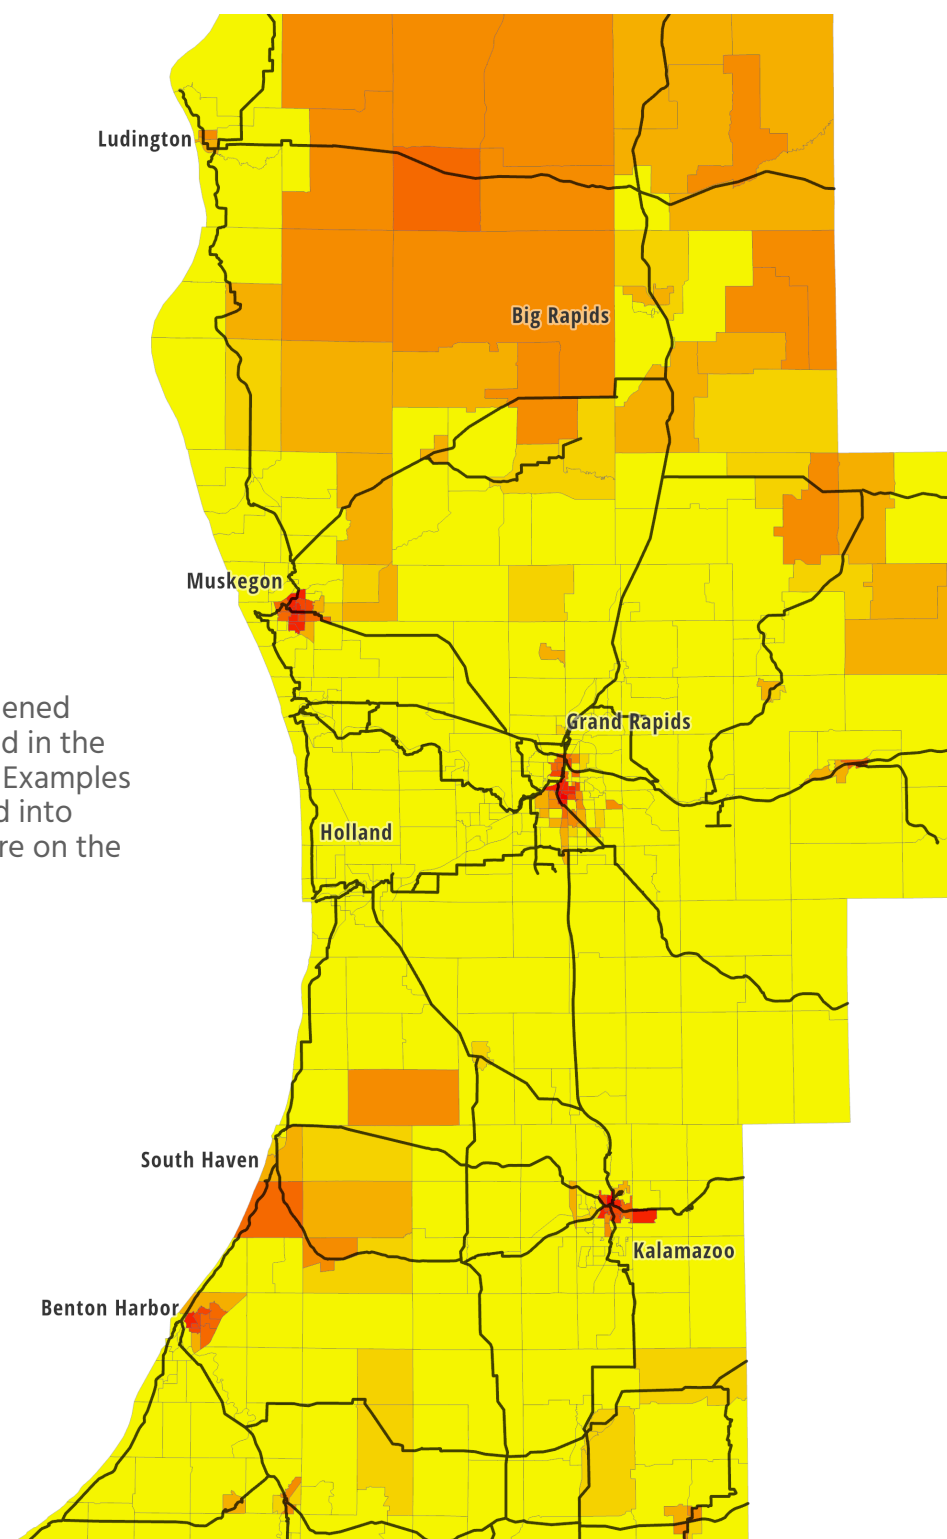 Ludington
Big Rapids
Muskegon
ened
d in the
Examples
d into
re on the
Grand Rapids
Holland
South Haven
Kalamazoo
Benton Harbor